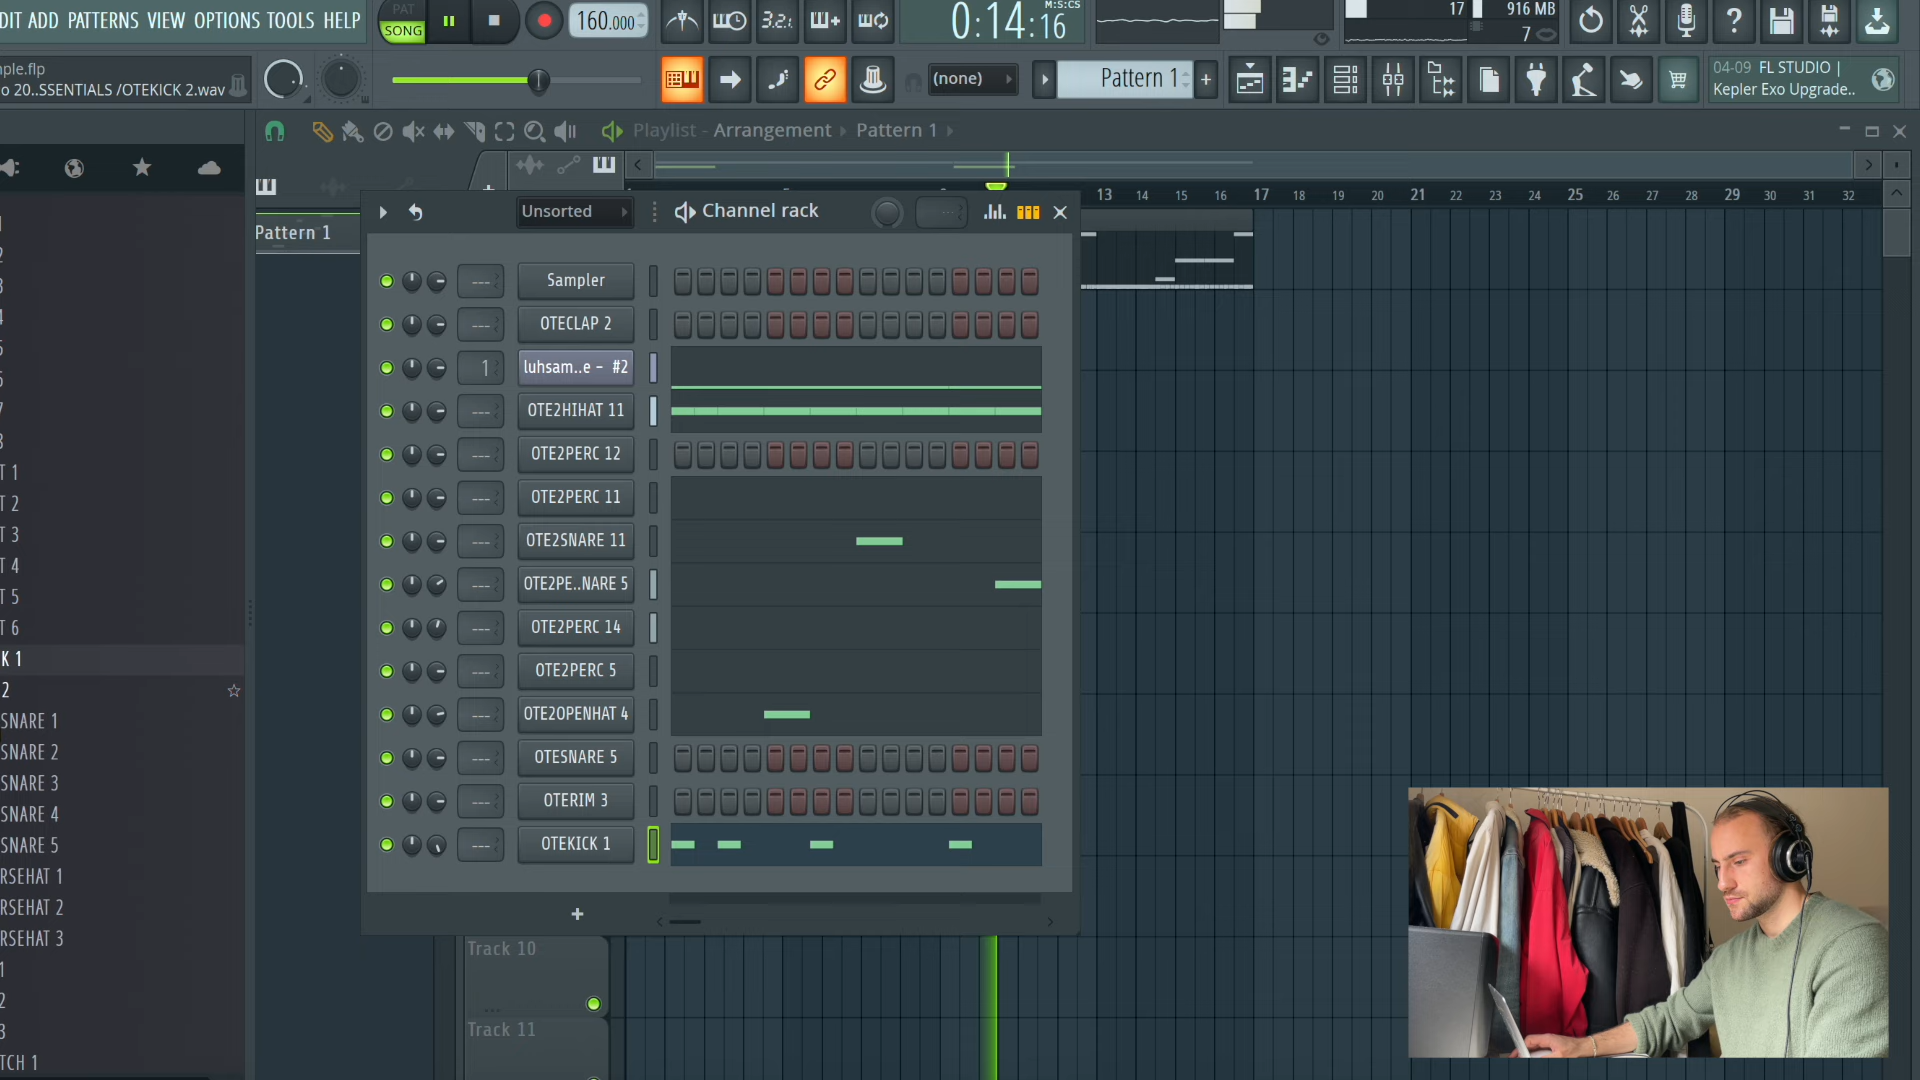 DIT ADD PATTERNS VIEW OPTIONS TOOLS HELP
PAT
SONG
160.000
3.2.
0:14:16
M:S:CS
17
916 MB
7
nple.flp
o 20..SSENTIALS /OTEKICK 2.wav
(none)
Pattern 1
+
04-09 FL STUDIO |
Kepler Exo Upgrade..
Playlist - Arrangement
Pattern 1
13 14 15 16 17 18 19 20 21 22 23 24 25 26 27 28 29 30 31 32
Pattern 1
Unsorted
Channel rack
Sampler
OTECLAP 2
1
luhsam..e - #2
OTE2HIHAT 11
OTE2PERC 12
OTE2PERC 11
OTE2SNARE 11
OTE2PE..NARE 5
OTE2PERC 14
OTE2PERC 5
OTE2OPENHAT 4
OTESNARE 5
OTERIM 3
OTEKICK 1
+
Track 10
Track 11
T 1
T 2
T 3
T 4
T 5
T 6
K 1
2
SNARE 1
SNARE 2
SNARE 3
SNARE 4
SNARE 5
RSEHAT 1
RSEHAT 2
RSEHAT 3
1
2
3
TCH 1